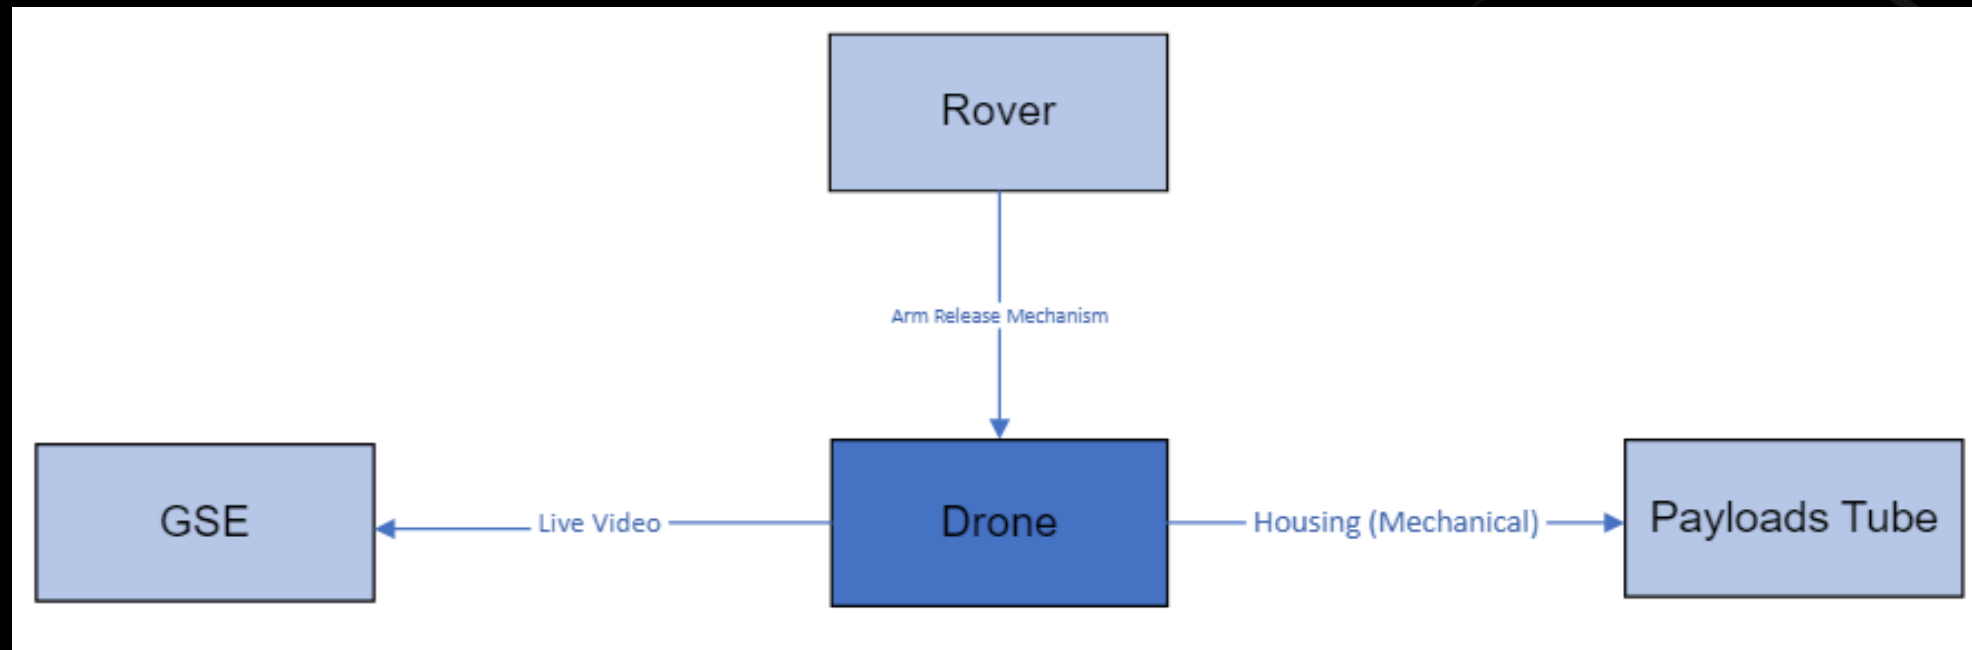 Rover
Arm Release Mechanism
GSE
Live Video
Drone
Housing (Mechanical)
Payloads Tube